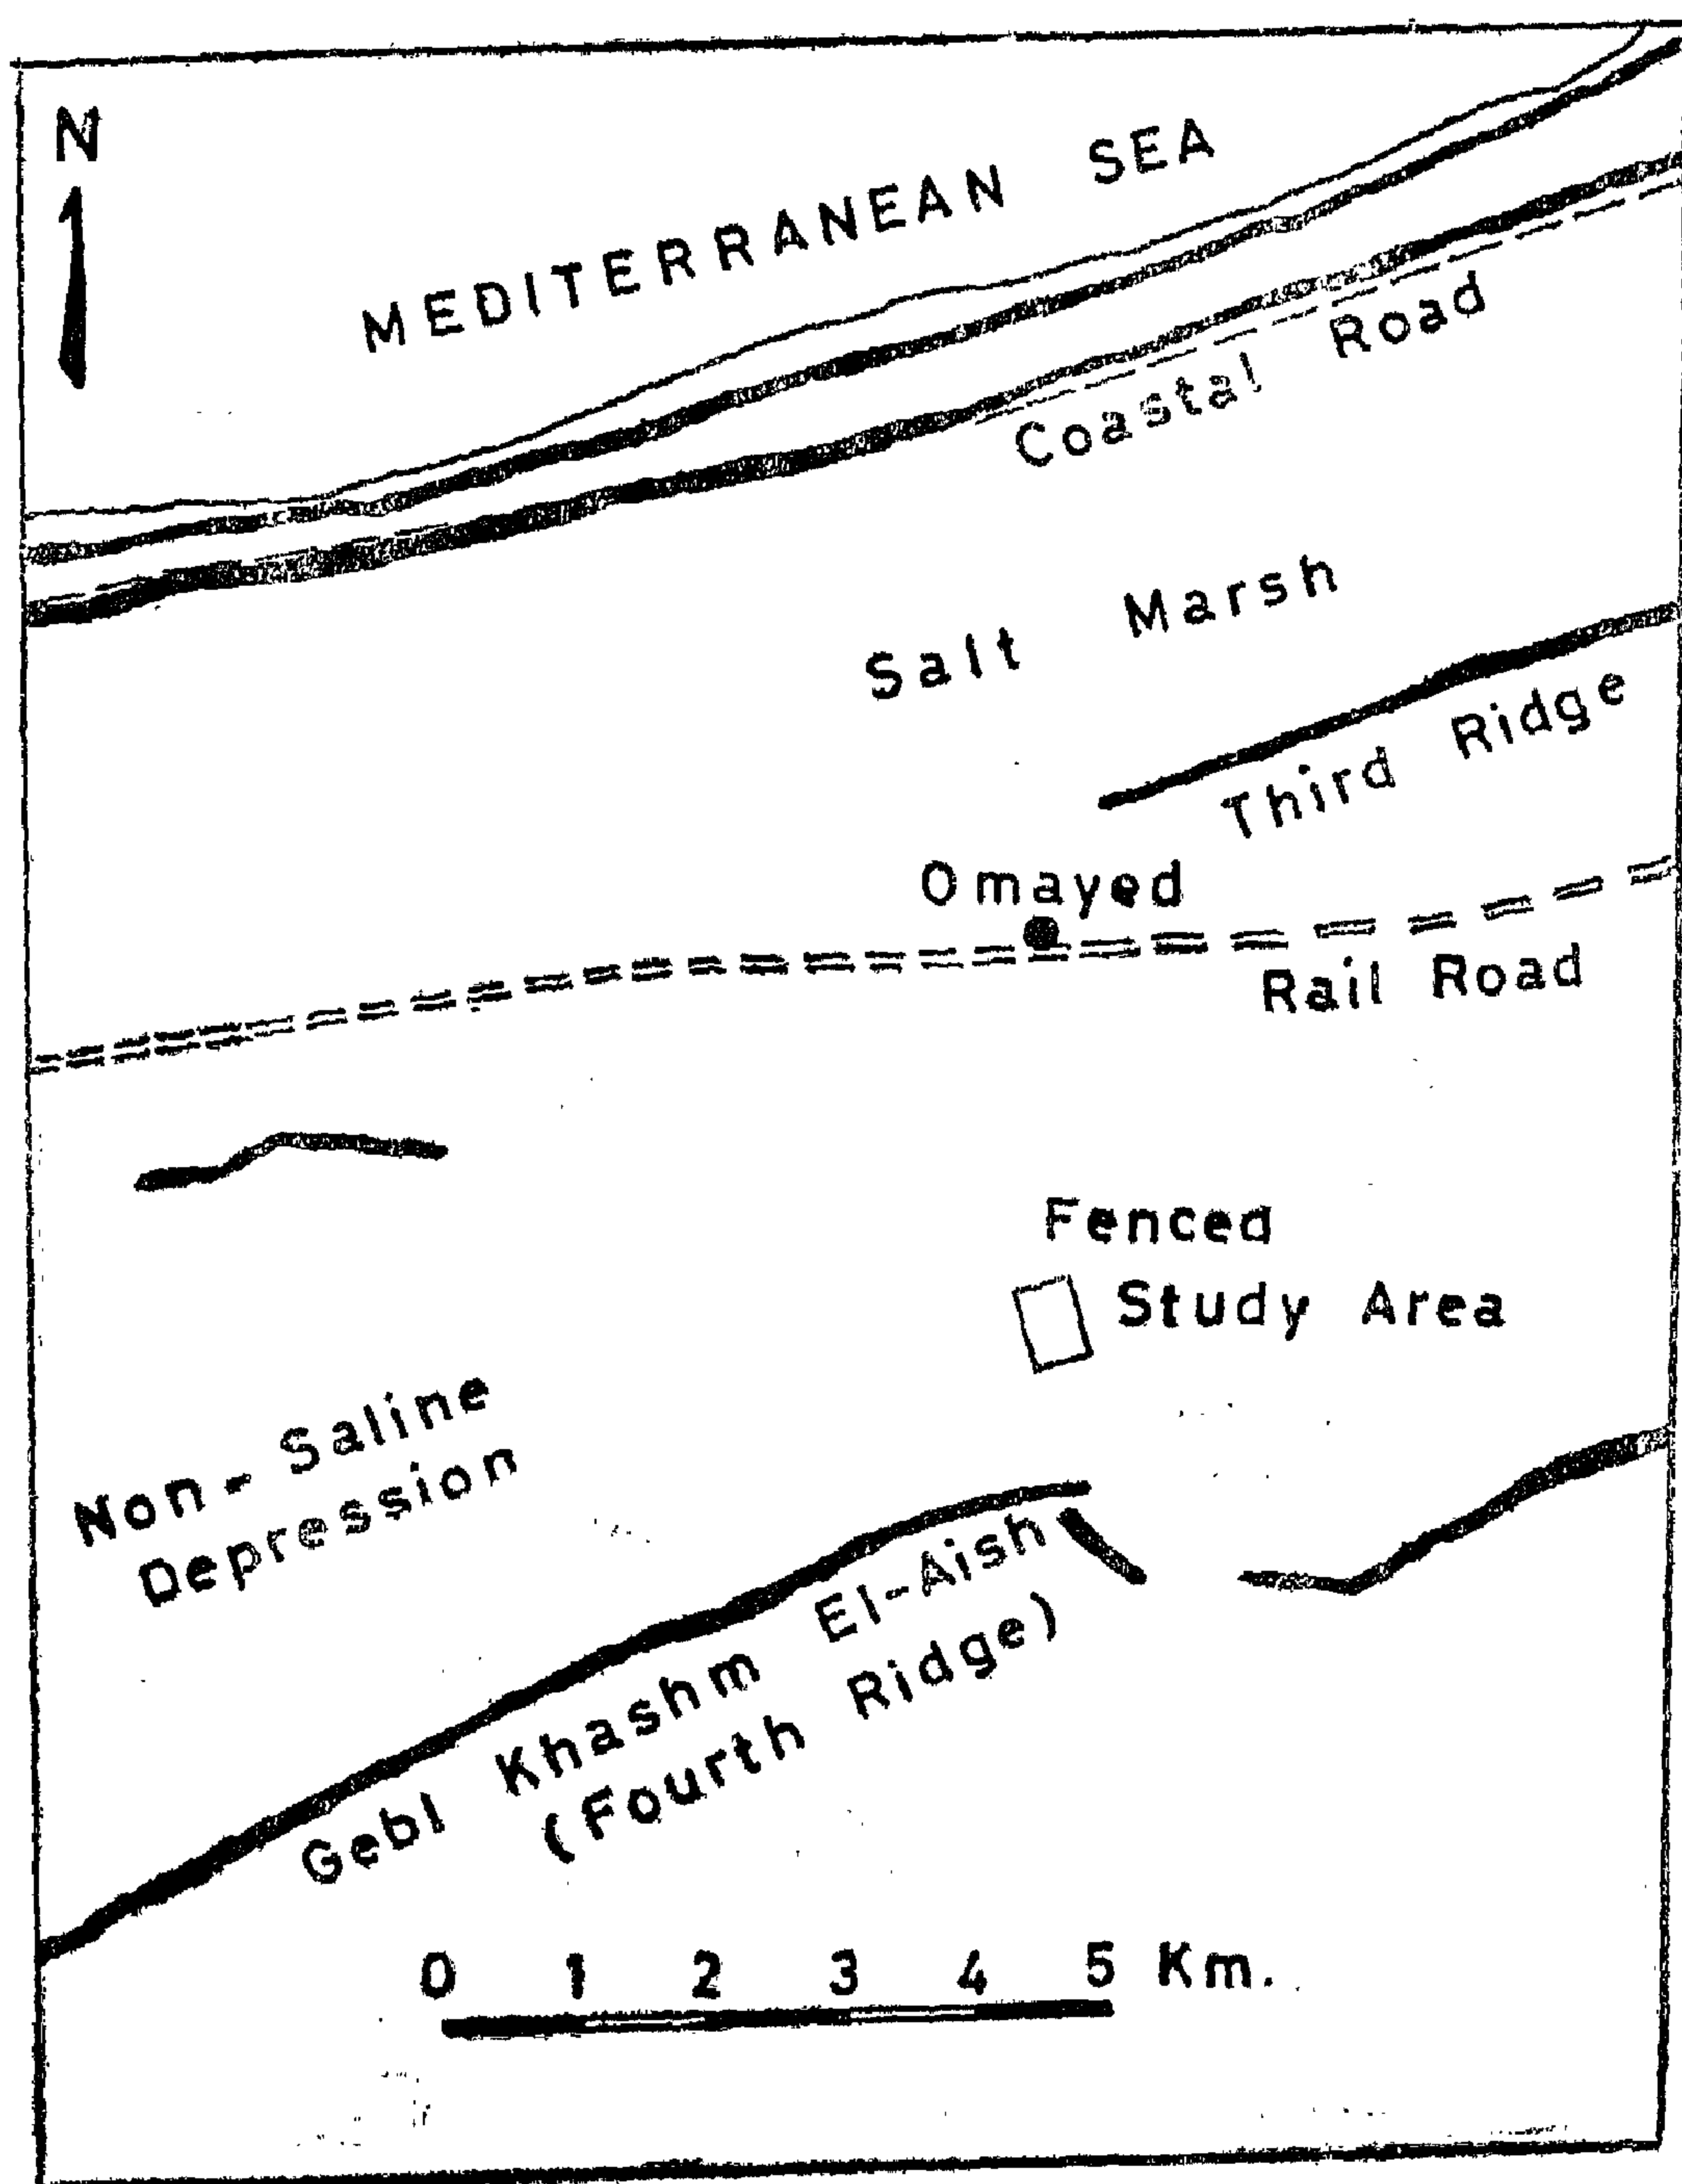 N
MEDITERRANEAN SEA
Coastal Road
Salt Marsh
Third Ridge
Omayed
Rail Road
Fenced
Study Area
Non-Saline
Depression
Gebl Khashm El-Aish
(Fourth Ridge)
0 1 2 3 4 5 Km.